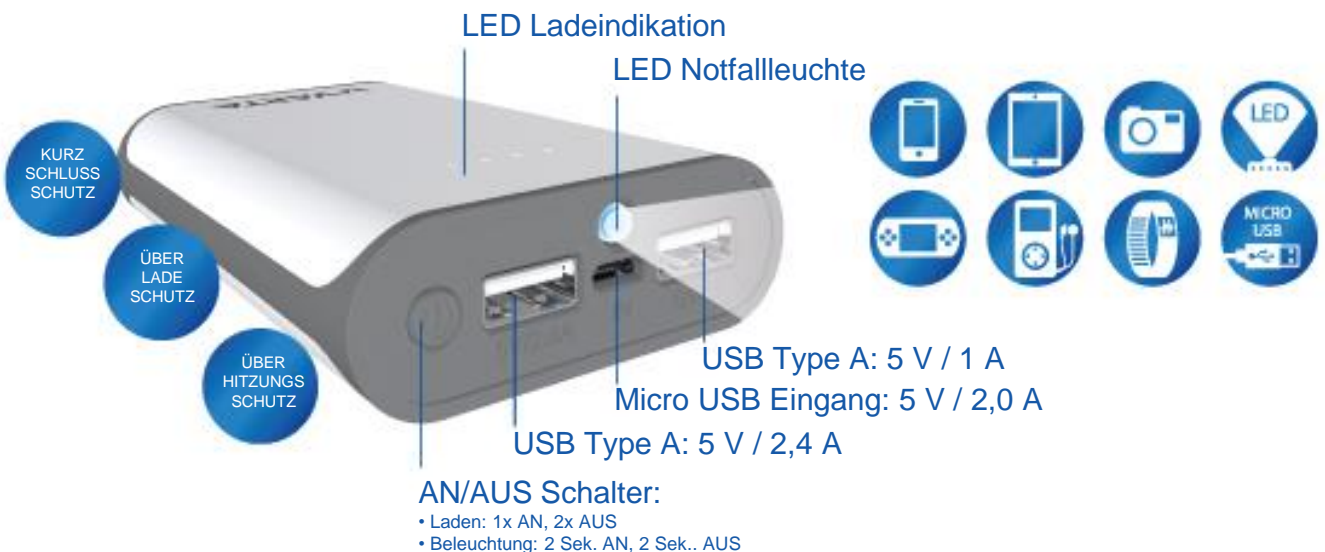 LED Ladeindikation
LED Notfallleuchte
VARTA
KURZ
SCHLUSS
SCHUTZ
ÜBER
LADE
SCHUTZ
ÜBER
HITZUNGS
SCHUTZ
LED
MICRO
USB
USB Type A: 5 V / 1 A
Micro USB Eingang: 5 V / 2,0 A
USB Type A: 5 V / 2,4 A
AN/AUS Schalter:
• Laden: 1x AN, 2x AUS
• Beleuchtung: 2 Sek. AN, 2 Sek.. AUS